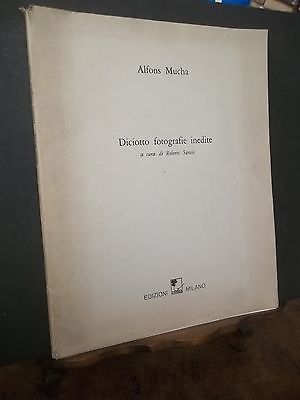 Alfons Mucha
Diciotto fotografie inedite
a cura di Roberto Sanesi
EDIZIONI MILANO